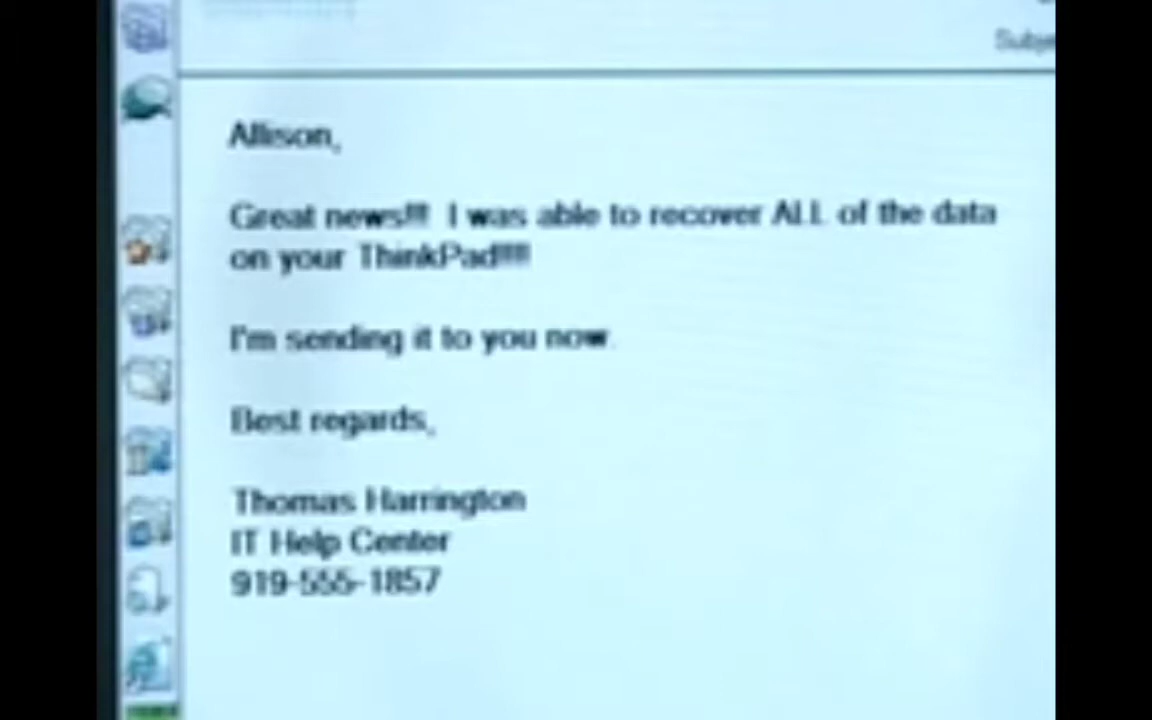 Allison,
Great news!!! I was able to recover ALL of the data
on your ThinkPad!!!!
I'm sending it to you now.
Best regards,
Thomas Harrington
IT Help Center
919-555-1857